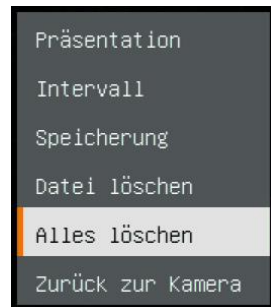 Präsentation
Intervall
Speicherung
Datei löschen
Alles löschen
Zurück zur Kamera